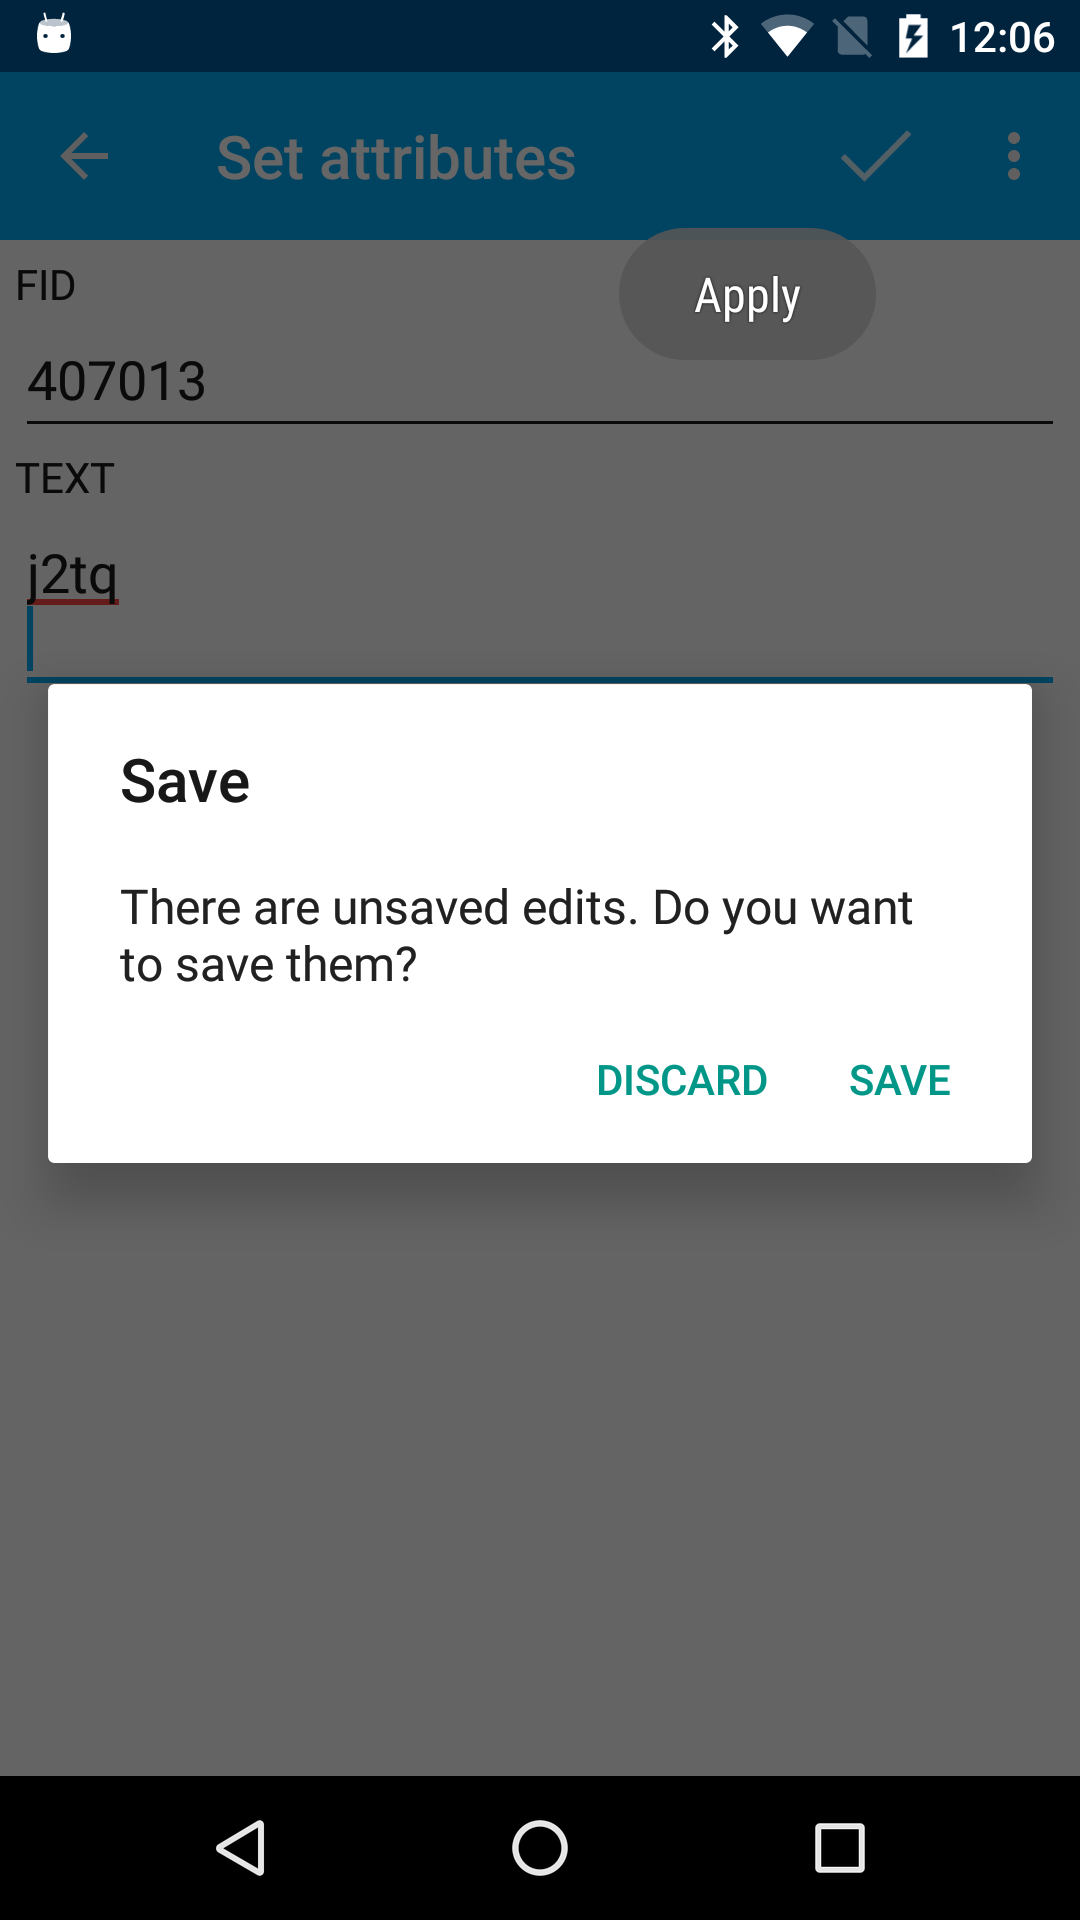 12:06
Set attributes
FID
Apply
407013
TEXT
j2tq
Save
There are unsaved edits. Do you want
to save them?
DISCARD SAVE